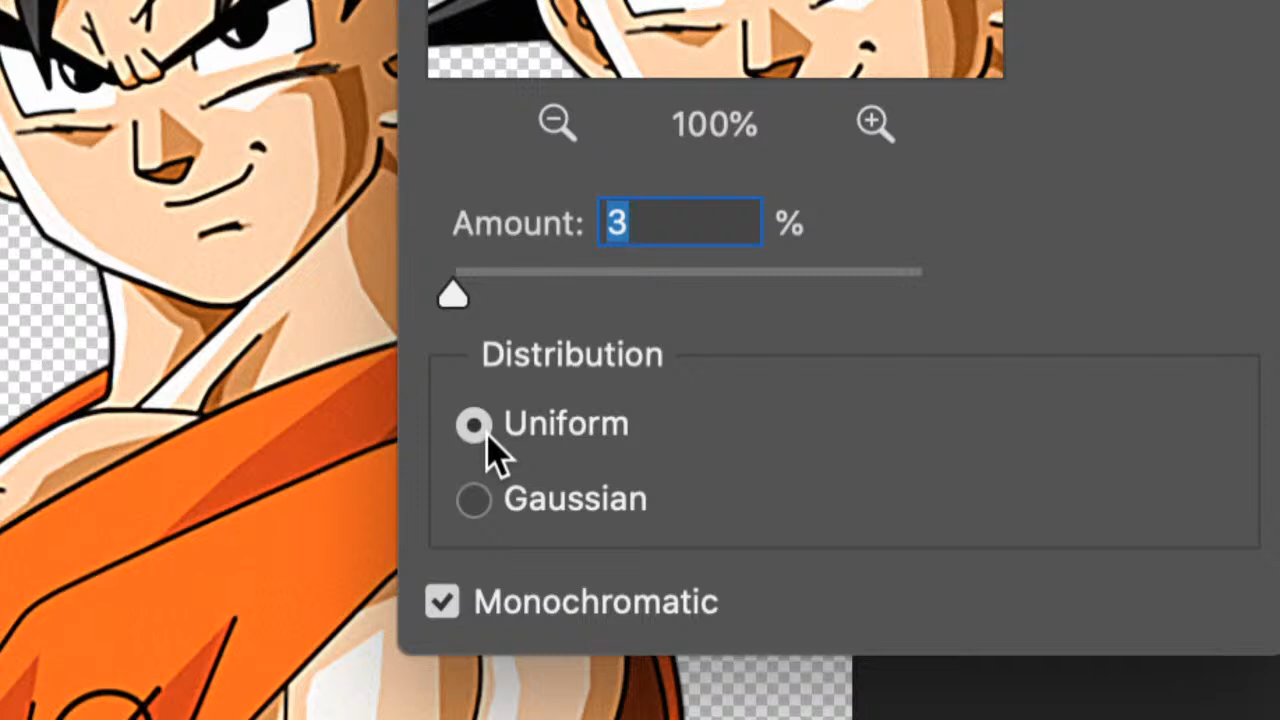 100%
Amount: 3 %
Distribution
Uniform
Gaussian
Monochromatic